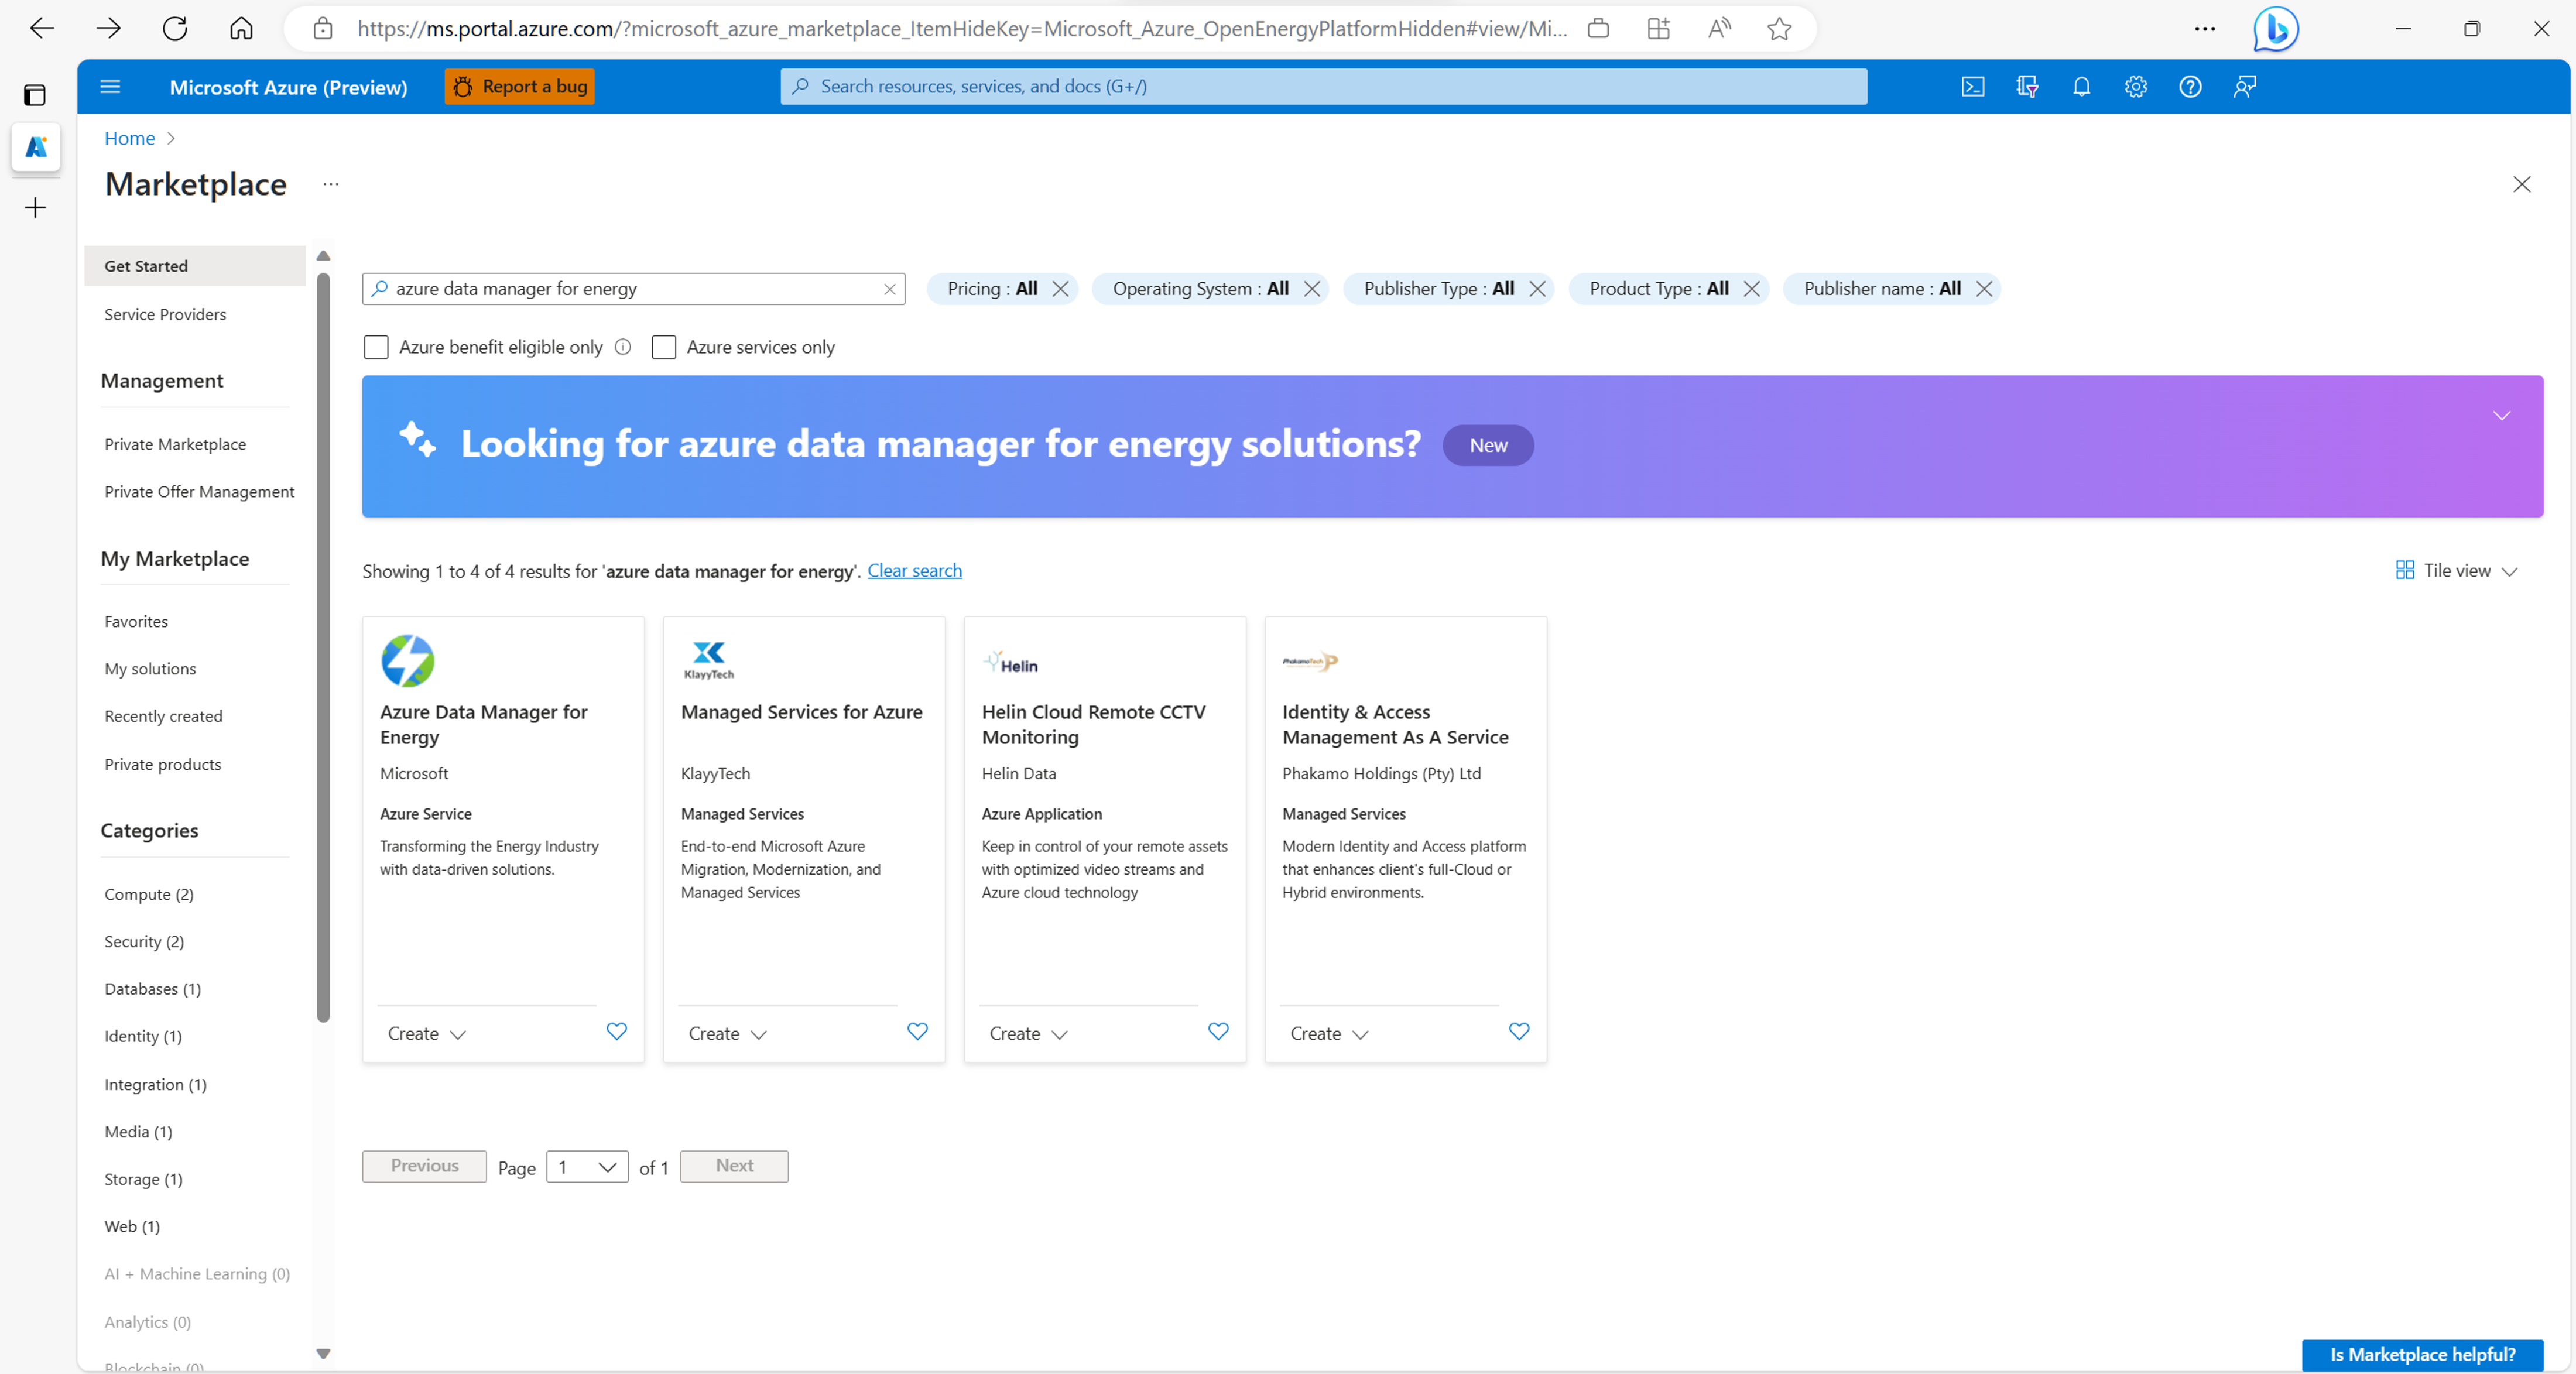 https://ms.portal.azure.com/?microsoft_azure_marketplace_ItemHideKey=Microsoft_Azure_OpenEnergyPlatformHidden#view/Mi...
Microsoft Azure (Preview)
Report a bug
Search resources, services, and docs (G+/)
Home
Marketplace
...
Get Started
Service Providers
Management
Private Marketplace
Private Offer Management
My Marketplace
Favorites
My solutions
Recently created
Private products
Categories
Compute (2)
Security (2)
Databases (1)
Identity (1)
Integration (1)
Media (1)
Storage (1)
Web (1)
AI + Machine Learning (0)
Analytics (0)
Blockchain (0)
azure data manager for energy
Pricing : All
Operating System : All
Publisher Type : All
Product Type : All
Publisher name : All
Azure benefit eligible only
Azure services only
Looking for azure data manager for energy solutions?
New
Showing 1 to 4 of 4 results for 'azure data manager for energy'. Clear search
Tile view
Azure Data Manager for
Energy
Microsoft
Azure Service
Transforming the Energy Industry
with data-driven solutions.
Create
KlayyTech
Managed Services for Azure
KlayyTech
Managed Services
End-to-end Microsoft Azure
Migration, Modernization, and
Managed Services
Create
Helin
Helin Cloud Remote CCTV
Monitoring
Helin Data
Azure Application
Keep in control of your remote assets
with optimized video streams and
Azure cloud technology
Create
PhakamoTech
Identity & Access
Management As A Service
Phakamo Holdings (Pty) Ltd
Managed Services
Modern Identity and Access platform
that enhances client's full-Cloud or
Hybrid environments.
Create
Previous
Page 1 of 1
Next
Is Marketplace helpful?